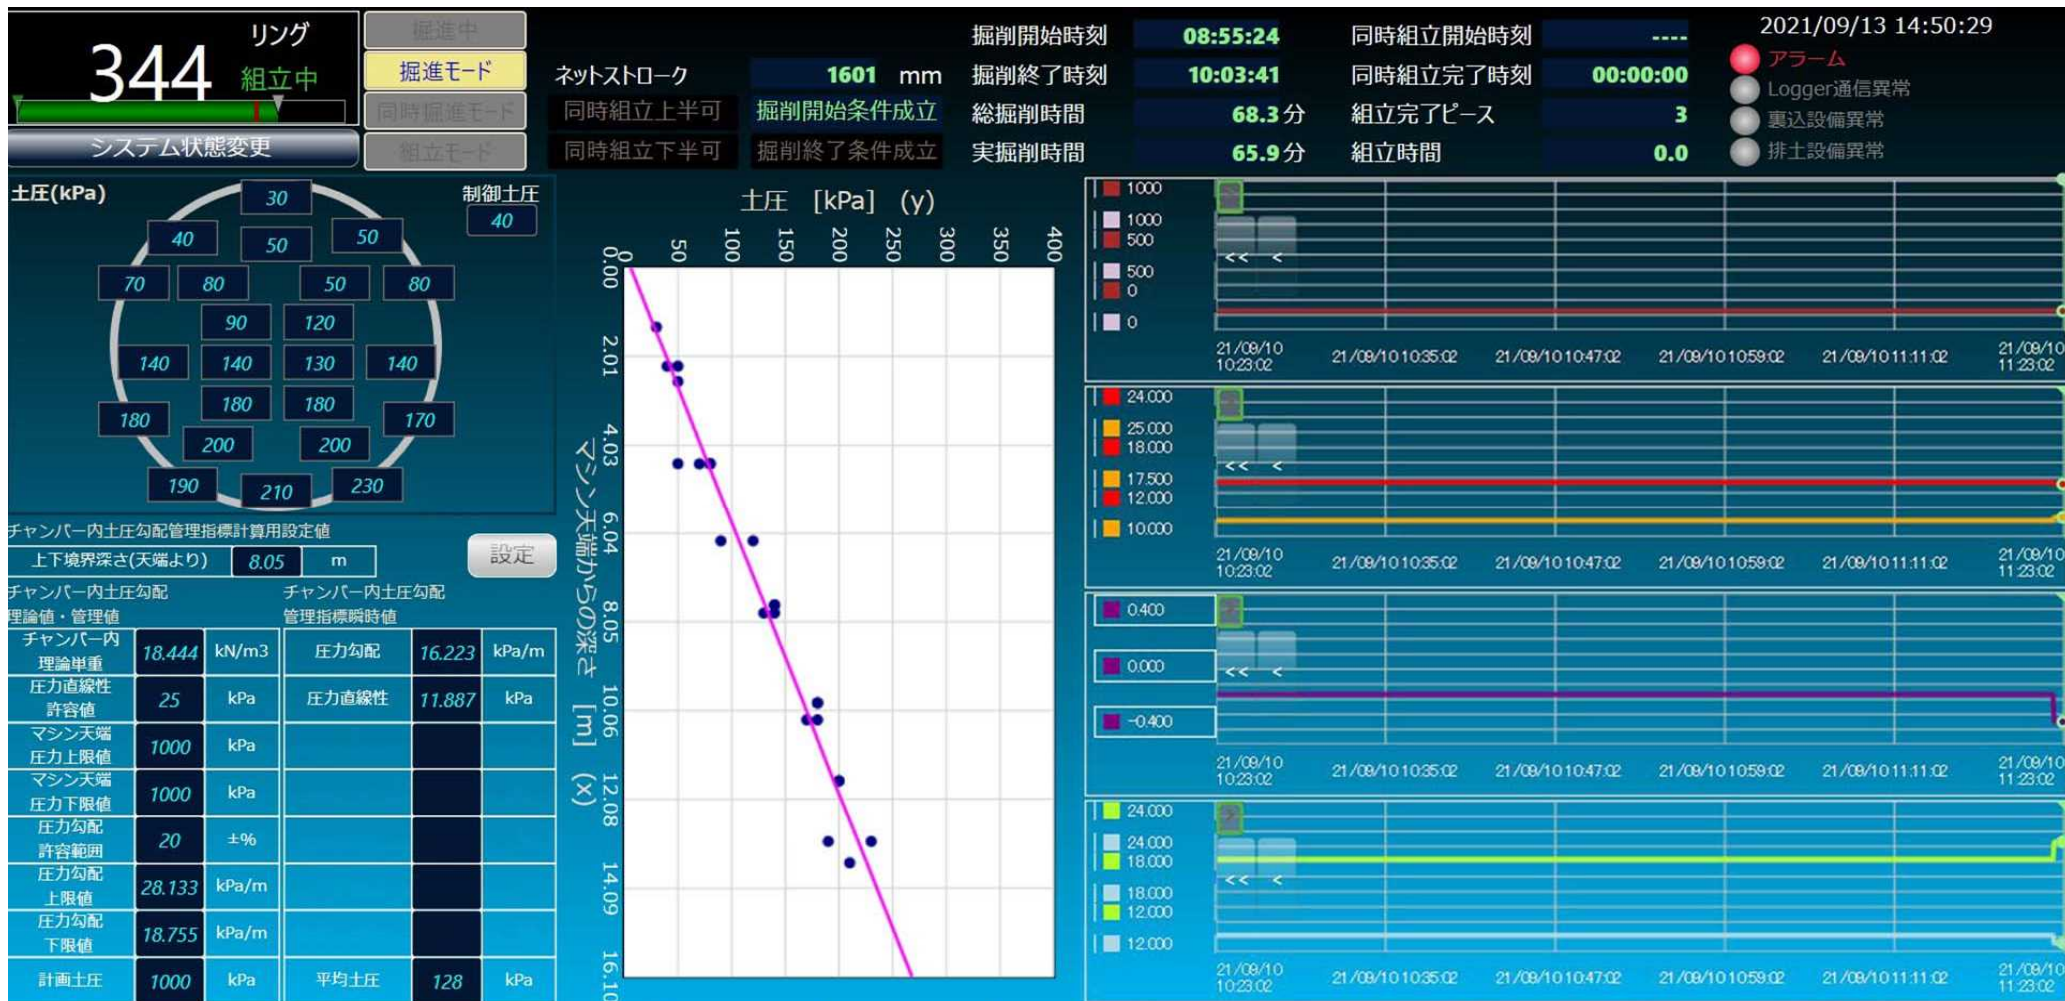 344
リング
組立中
システム状態変更
掘進中
掘進モード
同時掘進モード
組立モード
ネットストローク 1601 mm
同時組立上半可 掘削開始条件成立
同時組立下半可 掘削終了条件成立
掘削開始時刻 08:55:24
掘削終了時刻 10:03:41
総掘削時間 68.3 分
実掘削時間 65.9 分
同時組立開始時刻 ----
同時組立完了時刻 00:00:00
組立完了ピース 3
組立時間 0.0
2021/09/13 14:50:29
アラーム
Logger通信異常
裏込設備異常
排土設備異常
土圧(kPa)
制御土圧
40
30
40 50 50
70 80 50 80
90 120
140 140 130 140
180 180
180 170
200 200
190 210 230
チャンバー内土圧勾配管理指標計算用設定値
上下境界深さ(天端より) 8.05 m
設定
チャンバー内土圧勾配
理論値・管理値
チャンバー内土圧勾配
管理指標瞬時値
チャンバー内
理論単重 18.444 kN/m3
圧力勾配 16.223 kPa/m
圧力直線性
許容値 25 kPa
圧力直線性 11.887 kPa
マシン天端
圧力上限値 1000 kPa
マシン天端
圧力下限値 1000 kPa
圧力勾配
許容範囲 20 ±%
圧力勾配
上限値 28.133 kPa/m
圧力勾配
下限値 18.755 kPa/m
計画土圧 1000 kPa
平均土圧 128 kPa
土圧 [kPa] (y)
0 50 100 150 200 250 300 350 400
マシン天端からの深さ [m] (x)
0.00 2.01 4.03 6.04 8.05 10.06 12.08 14.09 16.10
1000
1000
500
500
0
0
<< <
21/09/10
10:23:02
21/09/10 10:35:02
21/09/10 10:47:02
21/09/10 10:59:02
21/09/10 11:11:02
21/09/10
11:23:02
24.000
25.000
18.000
17.500
12.000
10.000
<< <
21/09/10
10:23:02
21/09/10 10:35:02
21/09/10 10:47:02
21/09/10 10:59:02
21/09/10 11:11:02
21/09/10
11:23:02
0.400
0.000
-0.400
<< <
21/09/10
10:23:02
21/09/10 10:35:02
21/09/10 10:47:02
21/09/10 10:59:02
21/09/10 11:11:02
21/09/10
11:23:02
24.000
24.000
18.000
18.000
12.000
12.000
<< <
21/09/10
10:23:02
21/09/10 10:35:02
21/09/10 10:47:02
21/09/10 10:59:02
21/09/10 11:11:02
21/09/10
11:23:02